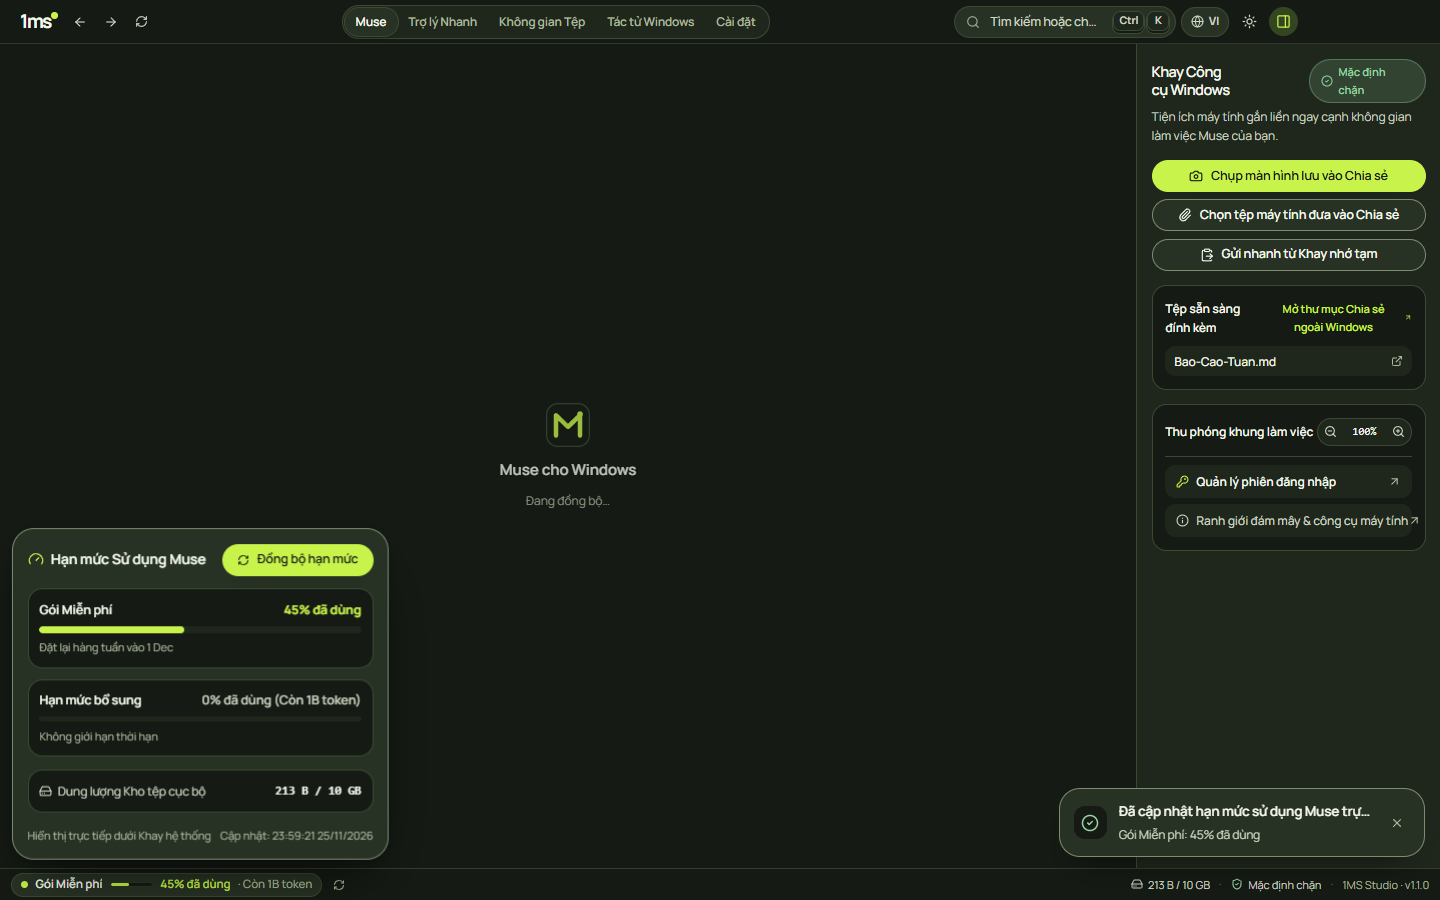 1ms
Muse
Trợ lý Nhanh
Không gian Tệp
Tác tử Windows
Cài đặt
Tìm kiếm hoặc ch...
Ctrl
K
VI
Khay Công
cụ Windows
Mặc định
chặn
Tiện ích máy tính gắn liền ngay cạnh không gian
làm việc Muse của bạn.
Chụp màn hình lưu vào Chia sẻ
Chọn tệp máy tính đưa vào Chia sẻ
Gửi nhanh từ Khay nhớ tạm
Tệp sẵn sàng
đính kèm
Mở thư mục Chia sẻ
ngoài Windows
Bao-Cao-Tuan.md
Thu phóng khung làm việc
100%
Quản lý phiên đăng nhập
Ranh giới đám mây & công cụ máy tính
Muse cho Windows
Đang đồng bộ...
Hạn mức Sử dụng Muse
Đồng bộ hạn mức
Gói Miễn phí
45% đã dùng
Đặt lại hàng tuần vào 1 Dec
Hạn mức bổ sung
0% đã dùng (Còn 1B token)
Không giới hạn thời hạn
Dung lượng Kho tệp cục bộ
213 B / 10 GB
Hiển thị trực tiếp dưới Khay hệ thống
Cập nhật: 23:59:21 25/11/2026
Đã cập nhật hạn mức sử dụng Muse trự...
Gói Miễn phí: 45% đã dùng
Gói Miễn phí
45% đã dùng
· Còn 1B token
213 B / 10 GB
·
Mặc định chặn
·
1MS Studio · v1.1.0